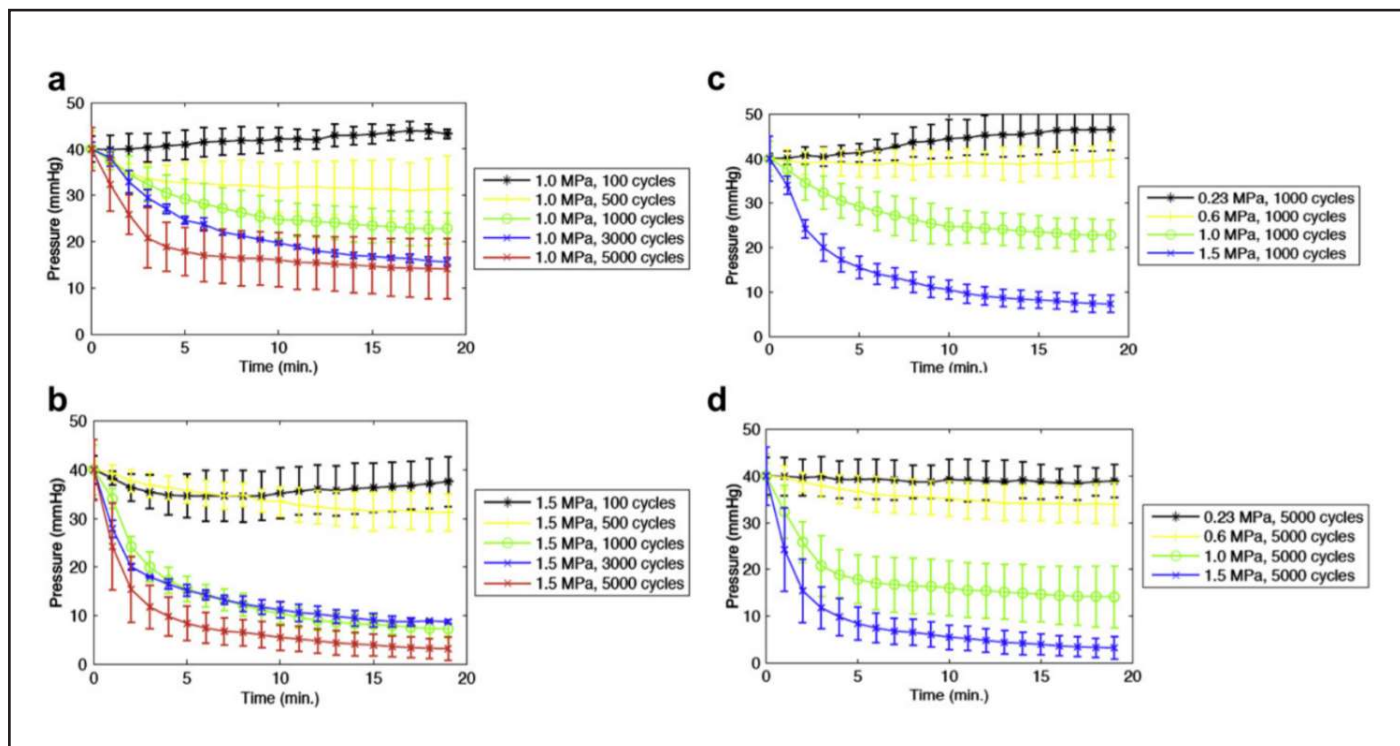 a
50
40
30
20
10
0
Pressure (mmHg)
0 5 10 15 20
Time (min.)
1.0 MPa, 100 cycles
1.0 MPa, 500 cycles
1.0 MPa, 1000 cycles
1.0 MPa, 3000 cycles
1.0 MPa, 5000 cycles
b
50
40
30
20
10
0
Pressure (mmHg)
0 5 10 15 20
Time (min.)
1.5 MPa, 100 cycles
1.5 MPa, 500 cycles
1.5 MPa, 1000 cycles
1.5 MPa, 3000 cycles
1.5 MPa, 5000 cycles
c
50
40
30
20
10
0
Pressure (mmHg)
0 5 10 15 20
Time (min.)
0.23 MPa, 1000 cycles
0.6 MPa, 1000 cycles
1.0 MPa, 1000 cycles
1.5 MPa, 1000 cycles
d
50
40
30
20
10
0
Pressure (mmHg)
0 5 10 15 20
Time (min.)
0.23 MPa, 5000 cycles
0.6 MPa, 5000 cycles
1.0 MPa, 5000 cycles
1.5 MPa, 5000 cycles